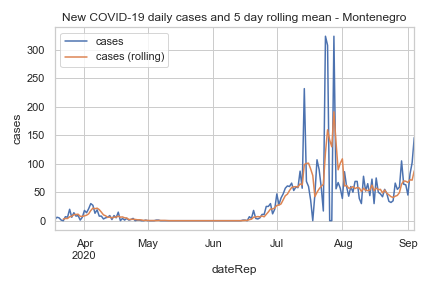 New COVID-19 daily cases and 5 day rolling mean - Montenegro
cases
cases (rolling)
300
250
200
150
100
50
0
cases
Apr
2020
May
Jun
Jul
Aug
Sep
dateRep